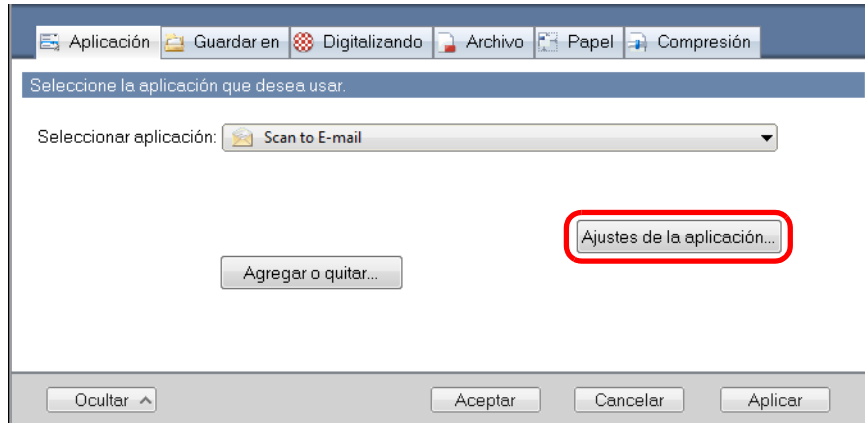 Aplicación Guardar en Digitalizando Archivo Papel Compresión
Seleccione la aplicación que desea usar.
Seleccionar aplicación: Scan to E-mail
Ajustes de la aplicación...
Agregar o quitar...
Ocultar Aceptar Cancelar Aplicar